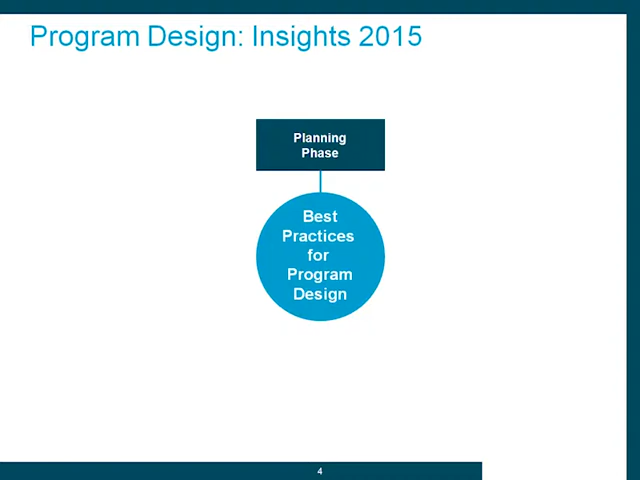 Program Design: Insights 2015
Planning
Phase
Best
Practices
for
Program
Design
4